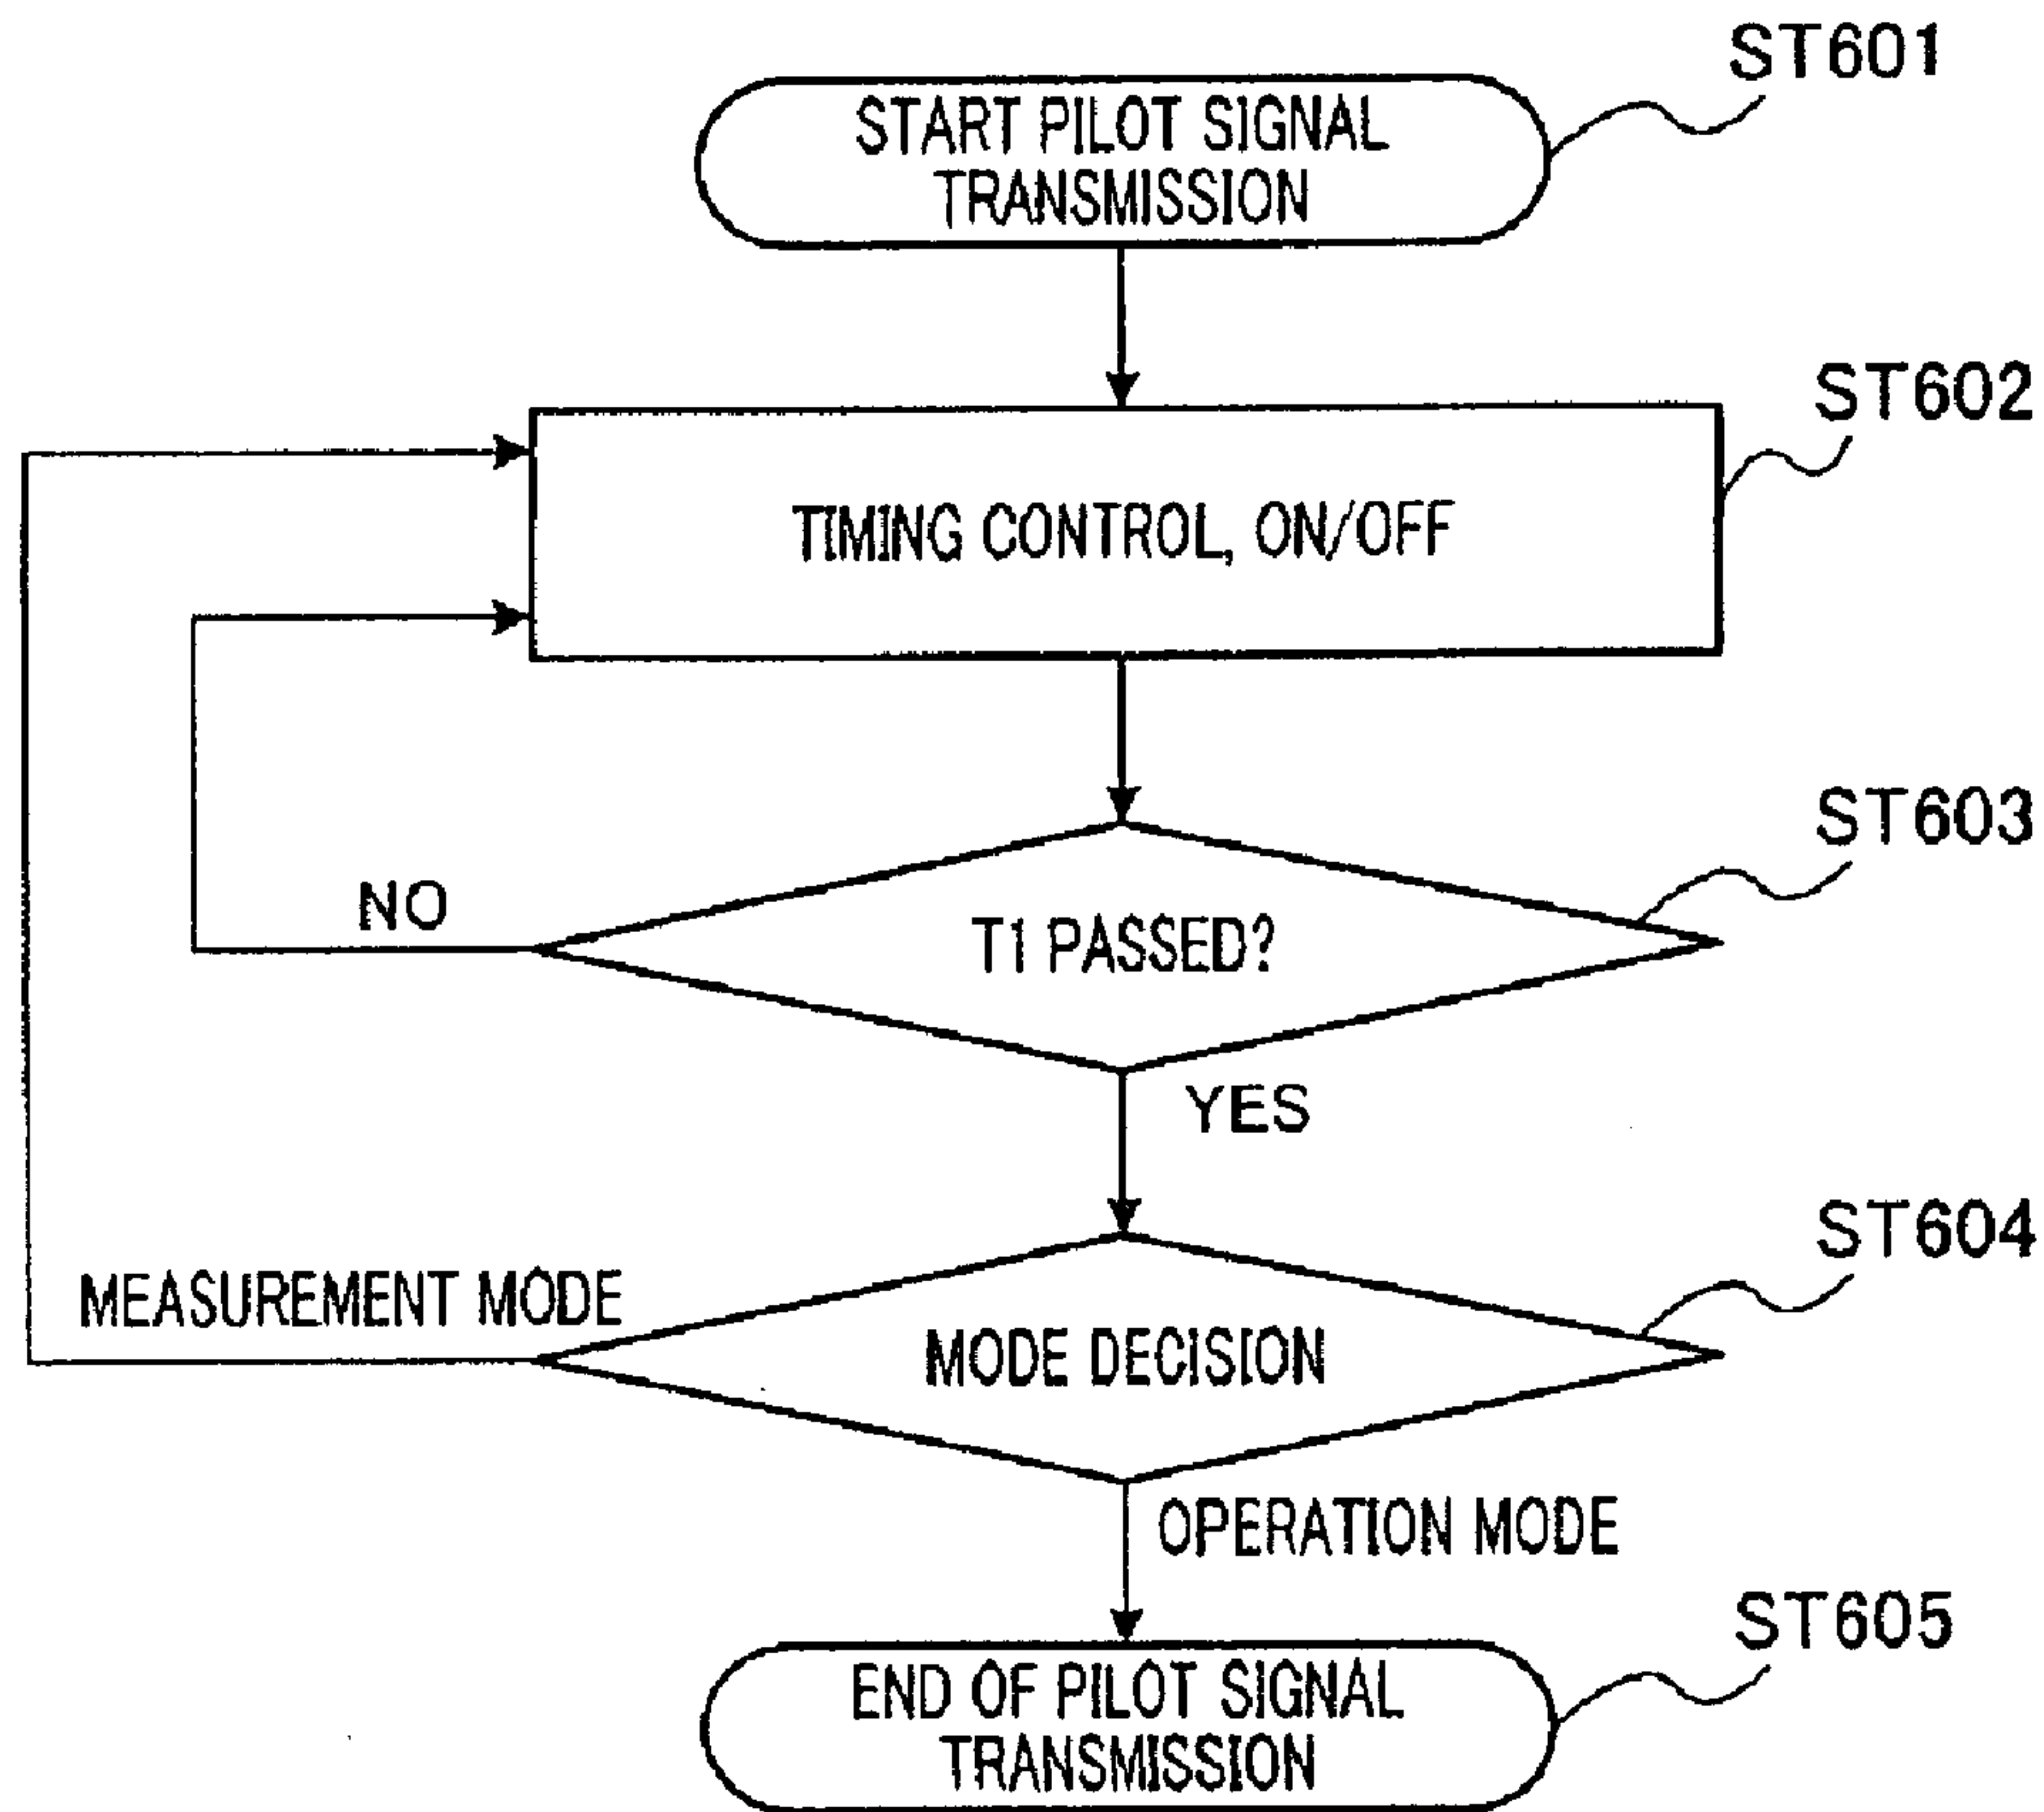 ST601
START PILOT SIGNAL
TRANSMISSION
ST602
TIMING CONTROL, ON/OFF
ST603
NO
T1 PASSED?
YES
ST604
MEASUREMENT MODE
MODE DECISION
OPERATION MODE
ST605
END OF PILOT SIGNAL
TRANSMISSION